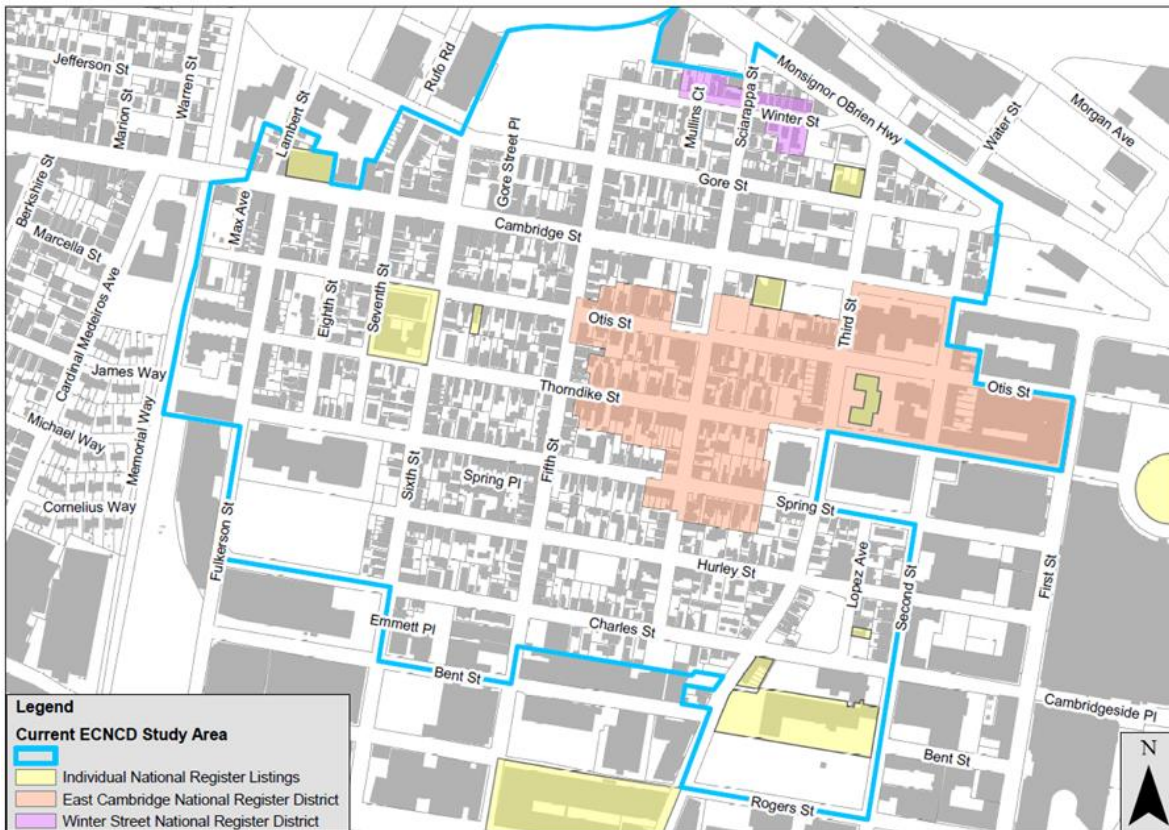 Jefferson St
Marion St
Warren St
Lambert St
Rufo Rd
Gore Street Pl
Mullins Ct
Sciarappa St
Winter St
Monsignor OBrien Hwy
Water St
Morgan Ave
Berkshire St
Marcella St
Cardinal Medeiros Ave
Max Ave
Gore St
Cambridge St
Eighth St
Seventh St
Otis St
Third St
Otis St
James Way
Michael Way
Cornelius Way
Memorial Way
Thorndike St
Fifth St
Sixth St
Spring Pl
Spring St
Fulkerson St
Hurley St
Lopez Ave
Second St
First St
Emmett Pl
Charles St
Bent St
Cambridgeside Pl
Bent St
Rogers St
Legend
Current ECNCD Study Area
Individual National Register Listings
East Cambridge National Register District
Winter Street National Register District
N